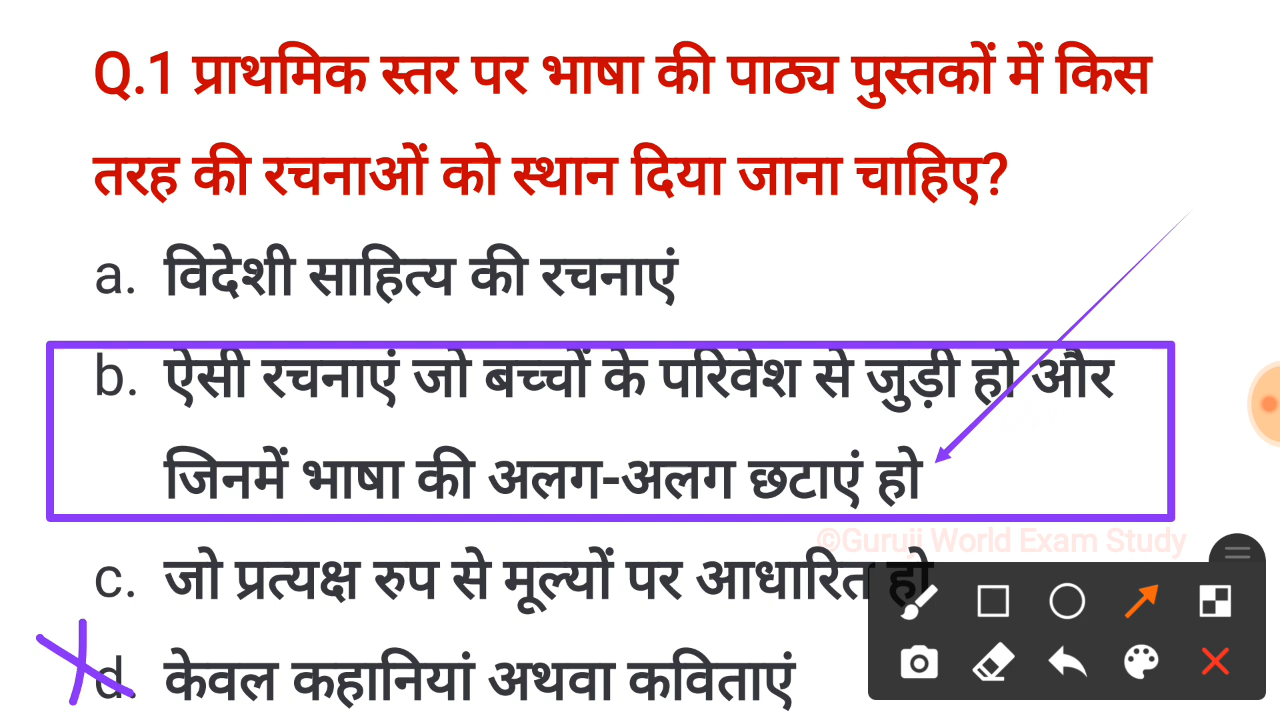 Q.1 प्राथमिक स्तर पर भाषा की पाठ्य पुस्तकों में किस
तरह की रचनाओं को स्थान दिया जाना चाहिए?
a. विदेशी साहित्य की रचनाएं
b. ऐसी रचनाएं जो बच्चों के परिवेश से जुड़ी हो और
जिनमें भाषा की अलग-अलग छटाएं हो
©Guruji World Exam Study
c. जो प्रत्यक्ष रुप से मूल्यों पर आधारित हो
d. केवल कहानियां अथवा कविताएं